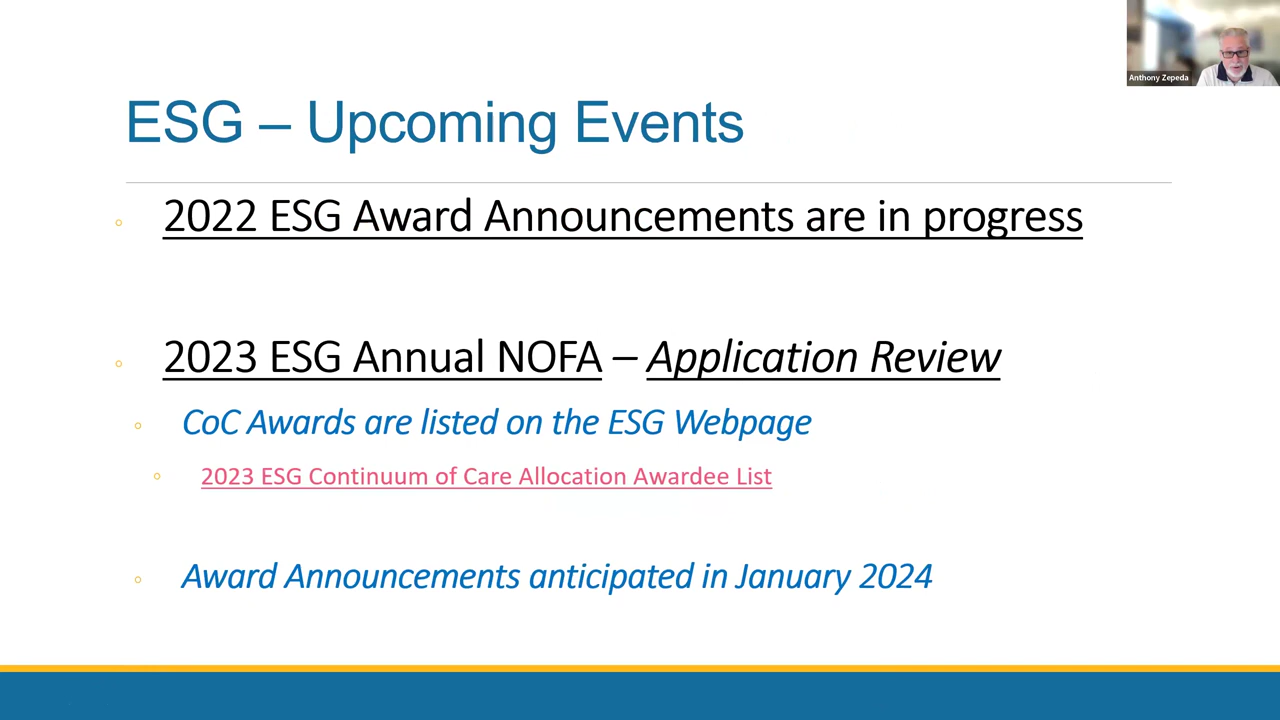 Anthony Zepeda
ESG – Upcoming Events
2022 ESG Award Announcements are in progress
2023 ESG Annual NOFA – Application Review
CoC Awards are listed on the ESG Webpage
2023 ESG Continuum of Care Allocation Awardee List
Award Announcements anticipated in January 2024